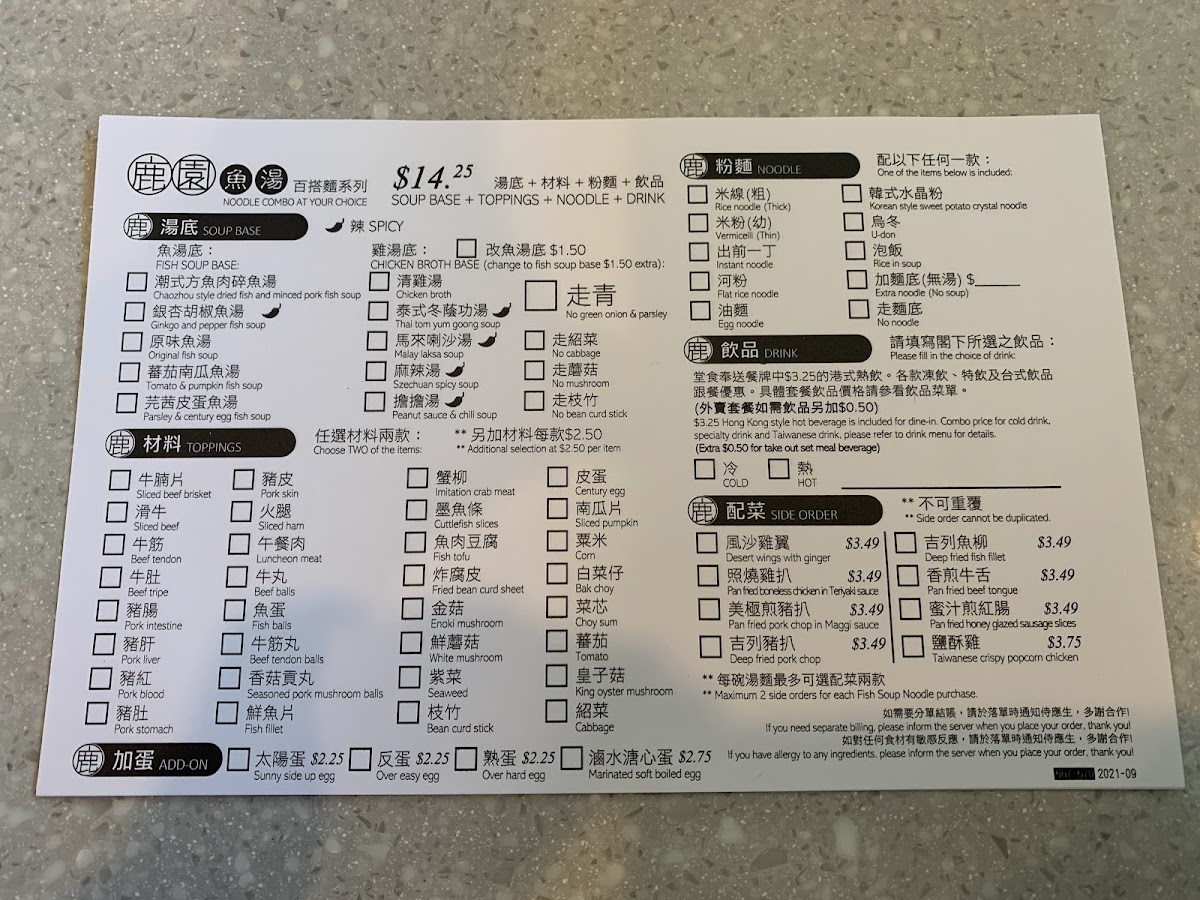 鹿園魚湯 百搭麵系列
NOODLE COMBO AT YOUR CHOICE
$14.25
湯底+材料+粉麵+飲品
SOUP BASE + TOPPINGS + NOODLE + DRINK
鹿 湯底 SOUP BASE
辣 SPICY
魚湯底：
FISH SOUP BASE:
潮式方魚肉碎魚湯
Chaozhou style dried fish and minced pork fish soup
銀杏胡椒魚湯
Ginkgo and pepper fish soup
原味魚湯
Original fish soup
蕃茄南瓜魚湯
Tomato & pumpkin fish soup
芫茜皮蛋魚湯
Parsley & century egg fish soup
雞湯底： 改魚湯底 $1.50
CHICKEN BROTH BASE (change to fish soup base $1.50 extra):
清雞湯
Chicken broth
泰式冬蔭功湯
Thai tom yum goong soup
馬來喇沙湯
Malay laksa soup
麻辣湯
Szechuan spicy soup
擔擔湯
Peanut sauce & chili soup
走青
No green onion & parsley
走紹菜
No cabbage
走蘑菇
No mushroom
走枝竹
No bean curd stick
鹿 材料 TOPPINGS
任選材料兩款： ** 另加材料每款$2.50
Choose TWO of the items: ** Additional selection at $2.50 per item
牛腩片
Sliced beef brisket
滑牛
Sliced beef
牛筋
Beef tendon
牛肚
Beef tripe
豬腸
Pork intestine
豬肝
Pork liver
豬紅
Pork blood
豬肚
Pork stomach
豬皮
Pork skin
火腿
Sliced ham
午餐肉
Luncheon meat
牛丸
Beef balls
魚蛋
Fish balls
牛筋丸
Beef tendon balls
香菇貢丸
Seasoned pork mushroom balls
鮮魚片
Fish fillet
蟹柳
Imitation crab meat
墨魚條
Cuttlefish slices
魚肉豆腐
Fish tofu
炸腐皮
Fried bean curd sheet
金菇
Enoki mushroom
鮮蘑菇
White mushroom
紫菜
Seaweed
枝竹
Bean curd stick
皮蛋
Century egg
南瓜片
Sliced pumpkin
粟米
Corn
白菜仔
Bak choy
菜芯
Choy sum
蕃茄
Tomato
皇子菇
King oyster mushroom
紹菜
Cabbage
鹿 加蛋 ADD-ON
太陽蛋 $2.25
Sunny side up egg
反蛋 $2.25
Over easy egg
熟蛋 $2.25
Over hard egg
滷水溏心蛋 $2.75
Marinated soft boiled egg
鹿 粉麵 NOODLE
配以下任何一款：
One of the items below is included:
米線(粗)
Rice noodle (Thick)
米粉(幼)
Vermicelli (Thin)
出前一丁
Instant noodle
河粉
Flat rice noodle
油麵
Egg noodle
韓式水晶粉
Korean style sweet potato crystal noodle
烏冬
U-don
泡飯
Rice in soup
加麵底(無湯) $______
Extra noodle (No soup)
走麵底
No noodle
鹿 飲品 DRINK
請填寫閣下所選之飲品：
Please fill in the choice of drink:
堂食奉送餐牌中$3.25的港式熱飲。各款凍飲、特飲及台式飲品
跟餐優惠。具體套餐飲品價格請參看飲品菜單。
(外賣套餐如需飲品另加$0.50)
$3.25 Hong Kong style hot beverage is included for dine-in. Combo price for cold drink,
specialty drink and Taiwanese drink, please refer to drink menu for details.
(Extra $0.50 for take out set meal beverage)
冷
COLD
熱
HOT
鹿 配菜 SIDE ORDER
** 不可重覆
** Side order cannot be duplicated.
風沙雞翼 $3.49
Desert wings with ginger
照燒雞扒 $3.49
Pan fried boneless chicken in Teriyaki sauce
美極煎豬扒 $3.49
Pan fried pork chop in Maggi sauce
吉列豬扒 $3.49
Deep fried pork chop
吉列魚柳 $3.49
Deep fried fish fillet
香煎牛舌 $3.49
Pan fried beef tongue
蜜汁煎紅腸 $3.49
Pan fried honey glazed sausage slices
鹽酥雞 $3.75
Taiwanese crispy popcorn chicken
** 每碗湯麵最多可選配菜兩款
** Maximum 2 side orders for each Fish Soup Noodle purchase.
如需要分單結賬，請於落單時通知侍應生，多謝合作!
If you need separate billing, please inform the server when you place your order, thank you!
如對任何食材有敏感反應，請於落單時通知侍應生，多謝合作!
If you have allergy to any ingredients, please inform the server when you place your order, thank you!
2021-09